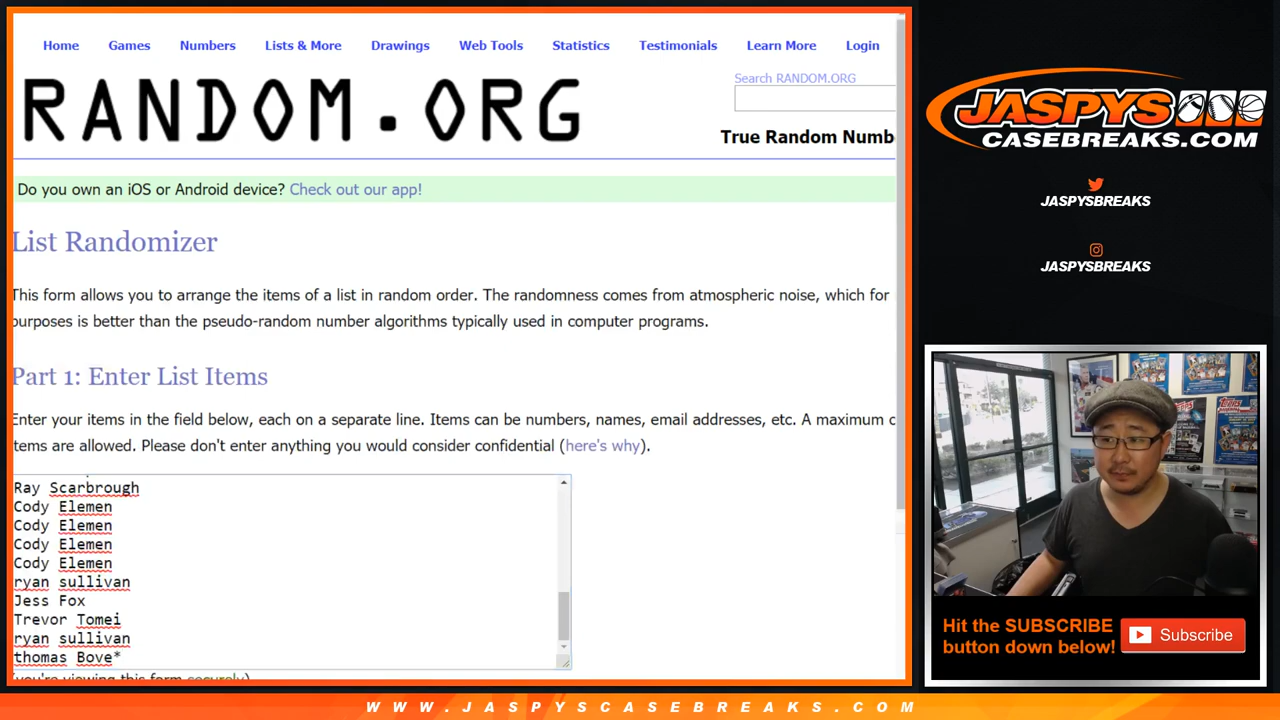 Home Games Numbers Lists & More Drawings Web Tools Statistics Testimonials Learn More Login
RANDOM.ORG
Search RANDOM.ORG
True Random Numb
Do you own an iOS or Android device? Check out our app!
List Randomizer
This form allows you to arrange the items of a list in random order. The randomness comes from atmospheric noise, which for
purposes is better than the pseudo-random number algorithms typically used in computer programs.
Part 1: Enter List Items
Enter your items in the field below, each on a separate line. Items can be numbers, names, email addresses, etc. A maximum o
items are allowed. Please don't enter anything you would consider confidential (here's why).
Ray Scarbrough
Cody Elemen
Cody Elemen
Cody Elemen
Cody Elemen
ryan sullivan
Jess Fox
Trevor Tomei
ryan sullivan
thomas Bove*
(you're viewing this form securely)
JASPYS
CASEBREAKS.COM
JASPYSBREAKS
JASPYSBREAKS
Hit the SUBSCRIBE
button down below!
Subscribe
WWW.JASPYSCASEBREAKS.COM